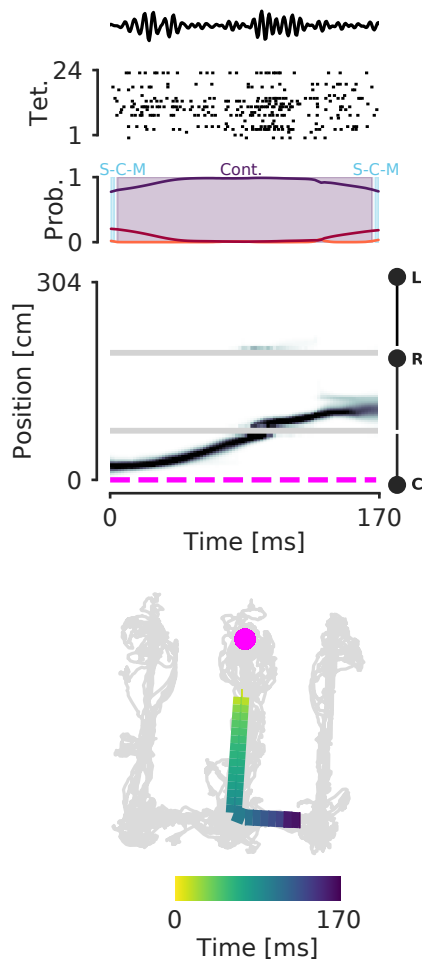 24
Tet.
1
S-C-M Cont. S-C-M
1
Prob.
0
304
Position [cm]
0
L
R
C
0 170
Time [ms]
0 170
Time [ms]